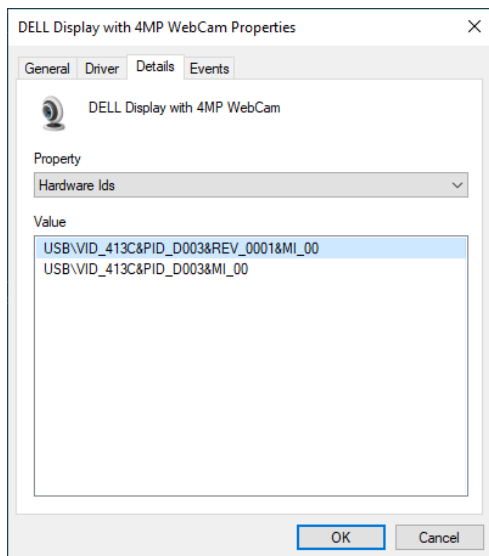 DELL Display with 4MP WebCam Properties
General Driver Details Events
DELL Display with 4MP WebCam
Property
Hardware Ids
Value
USB\VID_413C&PID_D003&REV_0001&MI_00
USB\VID_413C&PID_D003&MI_00
OK Cancel